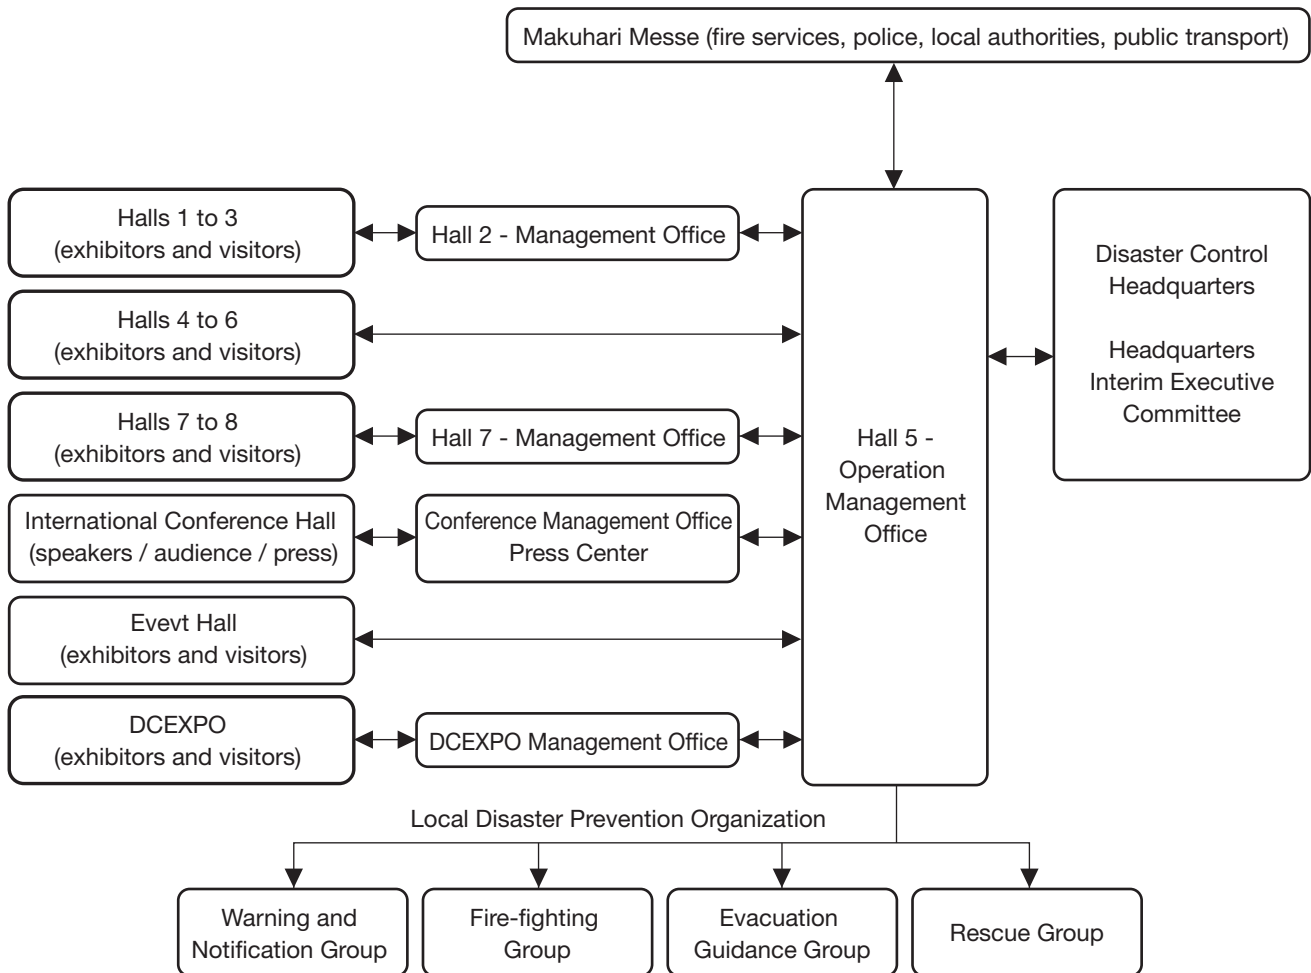 Makuhari Messe (fire services, police, local authorities, public transport)
Halls 1 to 3
(exhibitors and visitors)
Hall 2 - Management Office
Halls 4 to 6
(exhibitors and visitors)
Halls 7 to 8
(exhibitors and visitors)
Hall 7 - Management Office
International Conference Hall
(speakers / audience / press)
Conference Management Office
Press Center
Evevt Hall
(exhibitors and visitors)
DCEXPO
(exhibitors and visitors)
DCEXPO Management Office
Hall 5 -
Operation
Management
Office
Disaster Control
Headquarters
Headquarters
Interim Executive
Committee
Local Disaster Prevention Organization
Warning and
Notification Group
Fire-fighting
Group
Evacuation
Guidance Group
Rescue Group